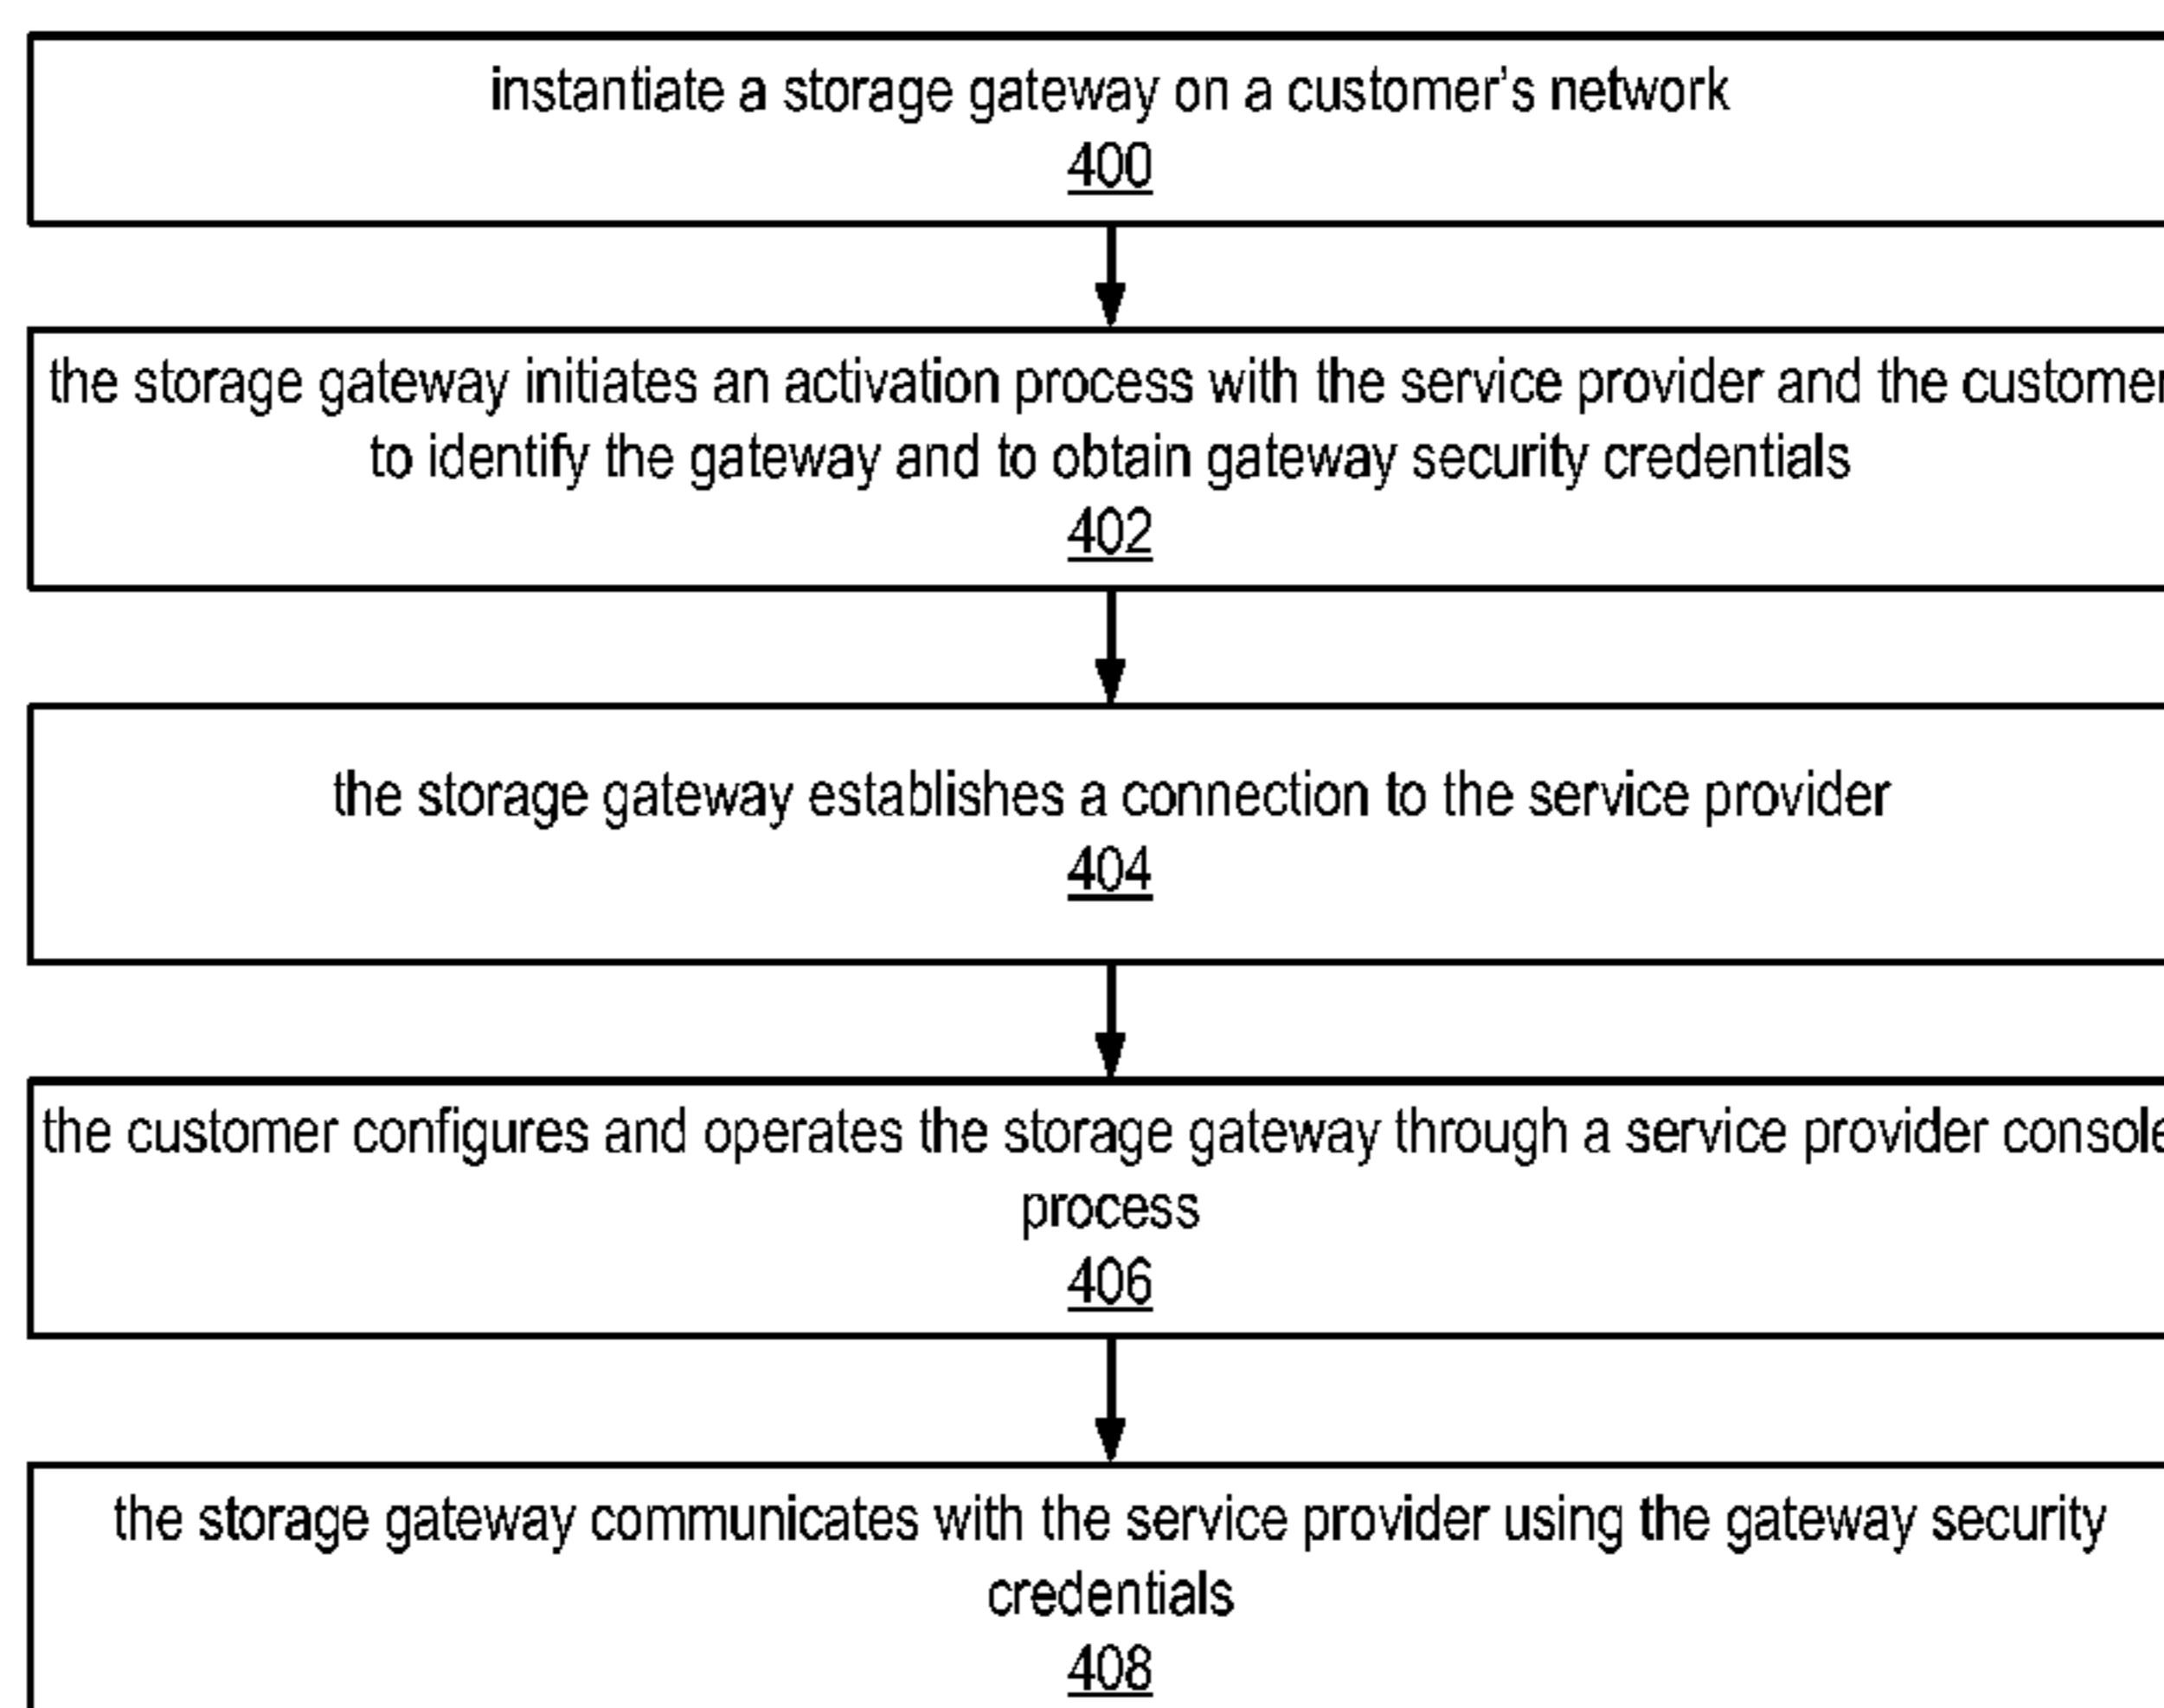 instantiate a storage gateway on a customer's network
400
the storage gateway initiates an activation process with the service provider and the customer
to identify the gateway and to obtain gateway security credentials
402
the storage gateway establishes a connection to the service provider
404
the customer configures and operates the storage gateway through a service provider console
process
406
the storage gateway communicates with the service provider using the gateway security
credentials
408